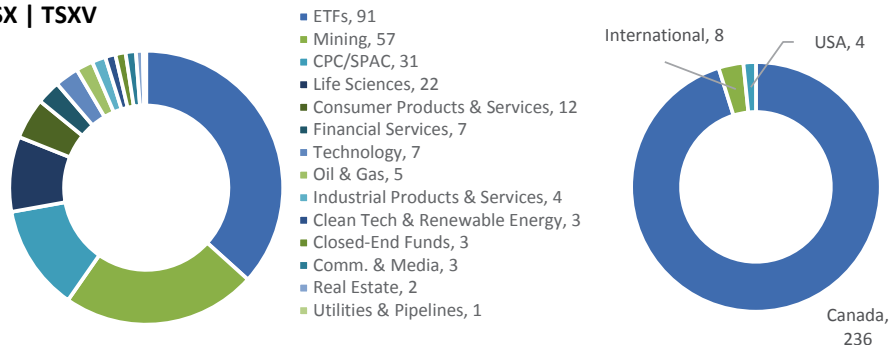 SX | TSXV
ETFs, 91
Mining, 57
CPC/SPAC, 31
Life Sciences, 22
Consumer Products & Services, 12
Financial Services, 7
Technology, 7
Oil & Gas, 5
Industrial Products & Services, 4
Clean Tech & Renewable Energy, 3
Closed-End Funds, 3
Comm. & Media, 3
Real Estate, 2
Utilities & Pipelines, 1
International, 8
USA, 4
Canada,
236